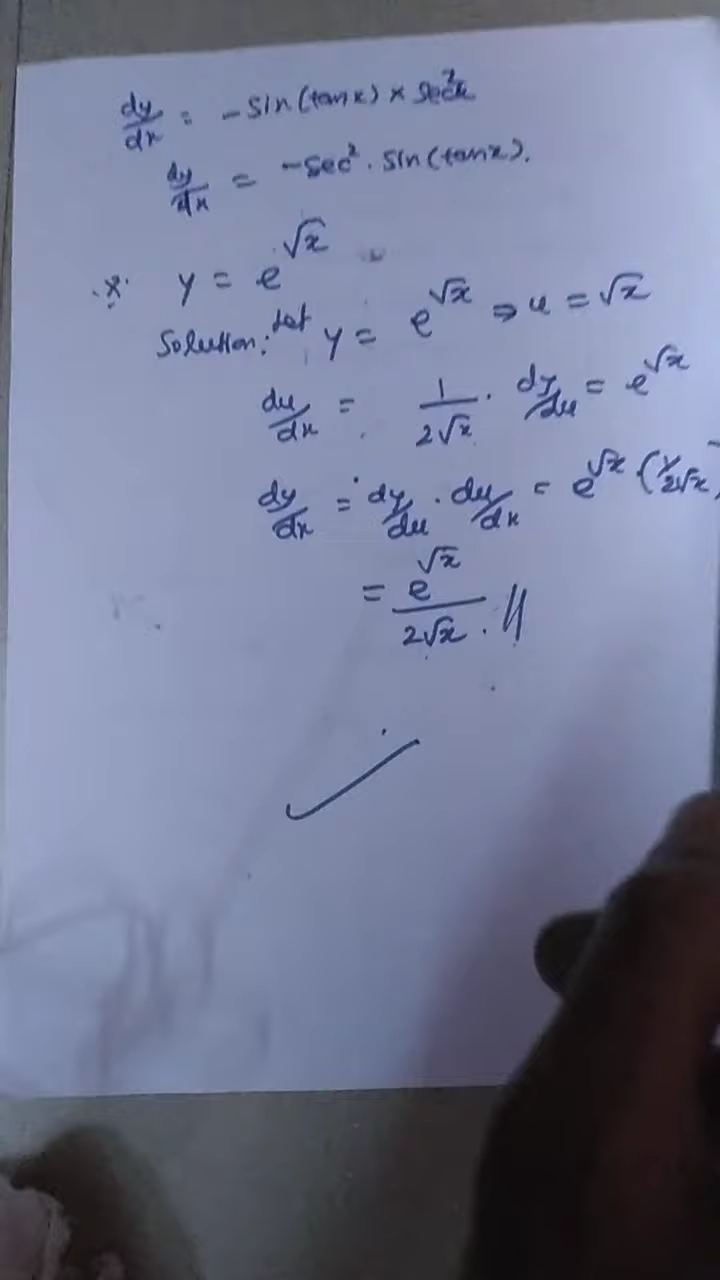 dy/dx = -sin(tanx) × sec²x
dy/dx = -sec² . sin(tanx).
.x. y = e^√x
Solution: let y = e^√x ⇒ u = √x
du/dx = 1/2√x . dy/du = e^√x
dy/dx = dy/du . du/dx = e^√x (1/2√x)
= e^√x/2√x . //